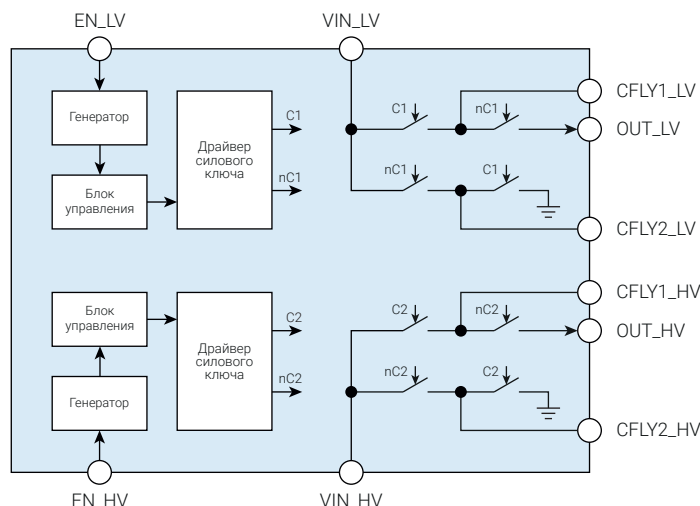 EN_LV
VIN_LV
CFLY1_LV
C1
C1
nC1
Генератор
OUT_LV
Драйвер
силового
ключа
nC1
nC1
C1
Блок
управления
CFLY2_LV
CFLY1_HV
Блок
управления
C2
C2
nC2
OUT_HV
Драйвер
силового
ключа
nC2
nC2
C2
Генератор
CFLY2_HV
EN_HV
VIN_HV